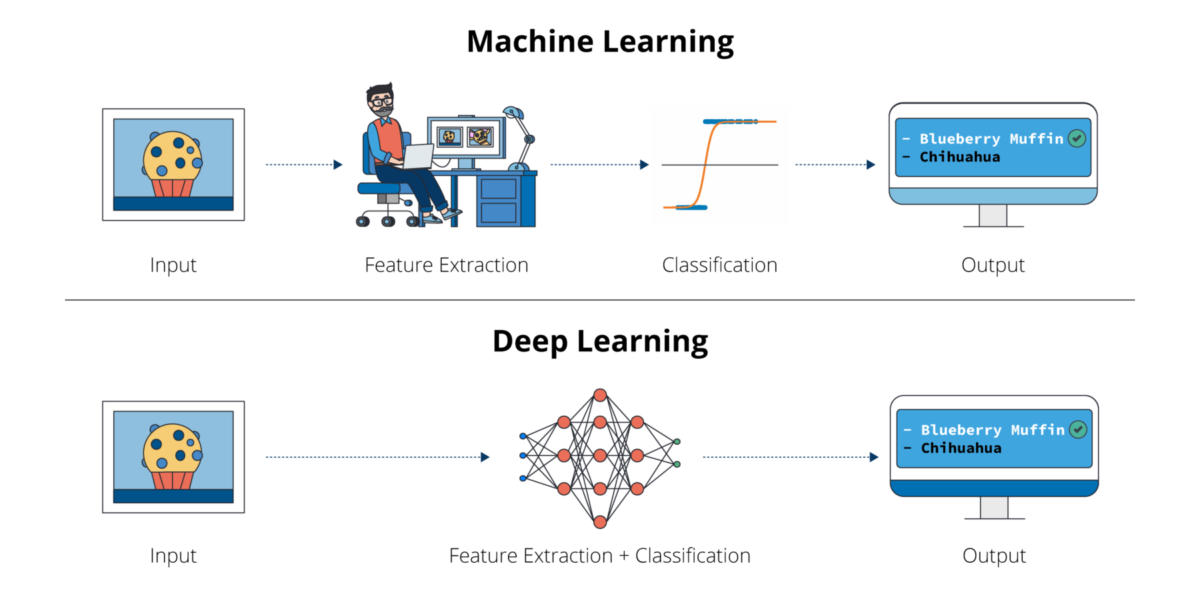 Machine Learning
- Blueberry Muffin
- Chihuahua
Input
Feature Extraction
Classification
Output
Deep Learning
- Blueberry Muffin
- Chihuahua
Input
Feature Extraction + Classification
Output